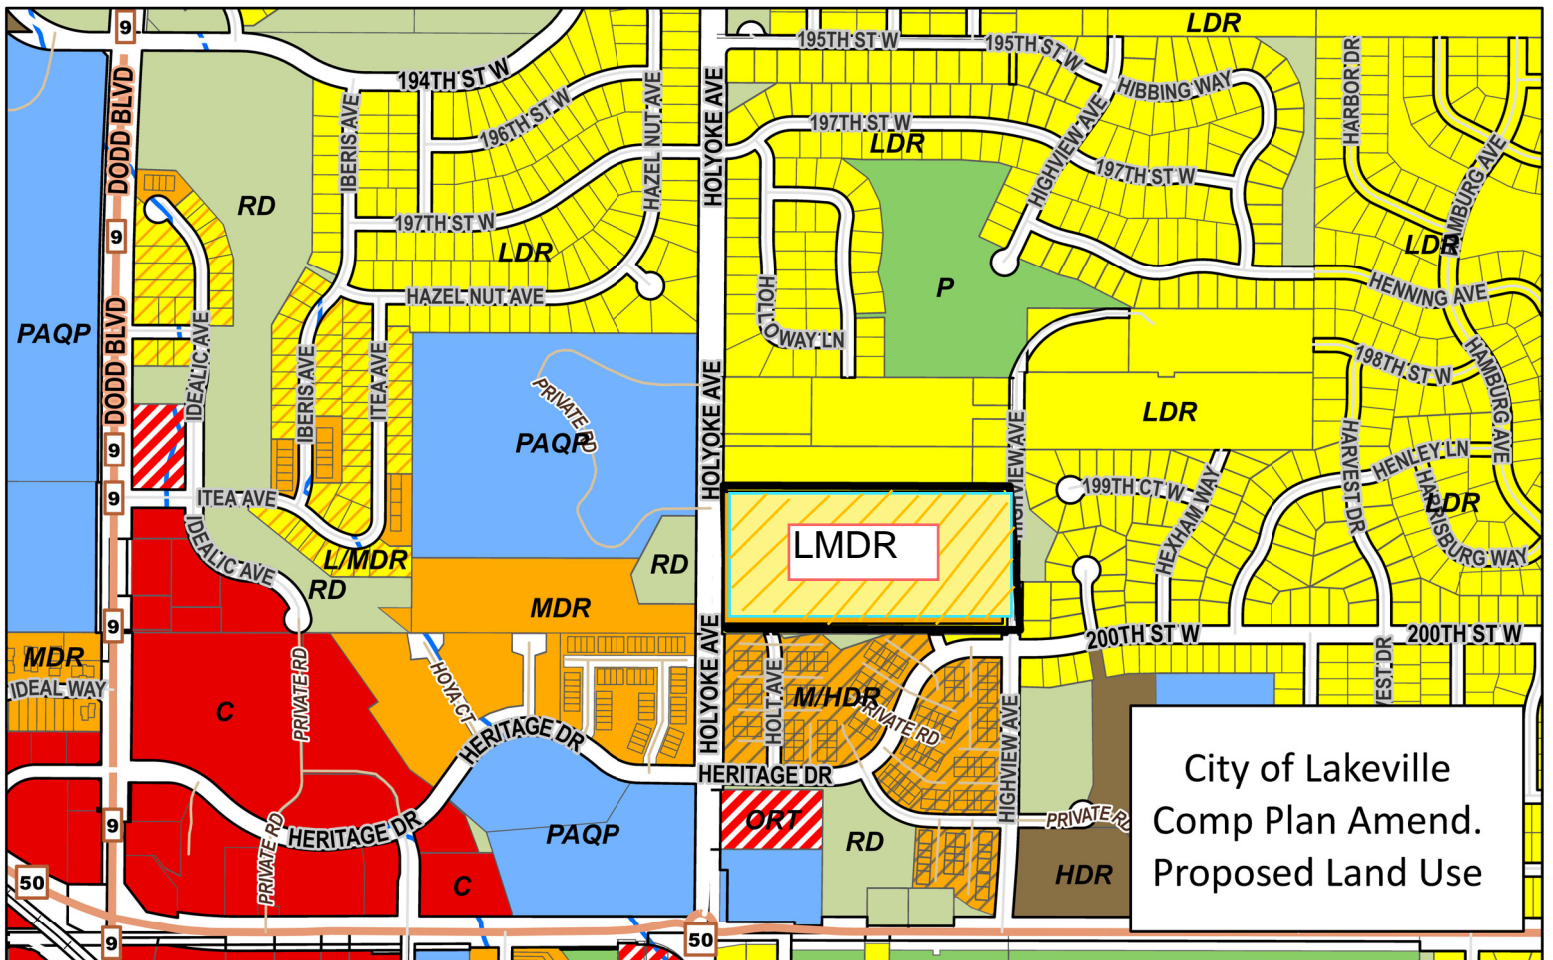 9
LDR
195TH ST W
195TH ST W
194TH ST W
HARBOR DR
HIBBING WAY
DODD BLVD
IBERIS AVE
196TH ST W
HAZEL NUT AVE
HOLYOKE AVE
197TH ST W
LDR
HIGHVIEW AVE
197TH ST W
RD
197TH ST W
9
LDR
LDR
P
HENNING AVE
HAZEL NUT AVE
HOLLO
WAY LN
PAQP
DODD BLVD
IDEALIC AVE
IBERIS AVE
ITEA AVE
PRIVATE RD
HOLYOKE AVE
198TH ST W
HAMBURG AVE
LDR
PAQP
9
HARVEST DR
HENLEY LN
9
ITEA AVE
199TH CT W
HEXHAM WAY
LDR
HARRISBURG WAY
IDEALIC AVE
LMDR
L/MDR
RD
RD
MDR
9
HOLYOKE AVE
200TH ST W
200TH ST W
MDR
IDEAL WAY
C
PRIVATE RD
HOYA CT
HERITAGE DR
HOLT AVE
M/HDR
PRIVATE RD
HIGHVIEW AVE
HERITAGE DR
City of Lakeville
Comp Plan Amend.
Proposed Land Use
9
PRIVATE RD
HERITAGE DR
PAQP
ORT
RD
PRIVATE RD
HDR
50
C
9
50